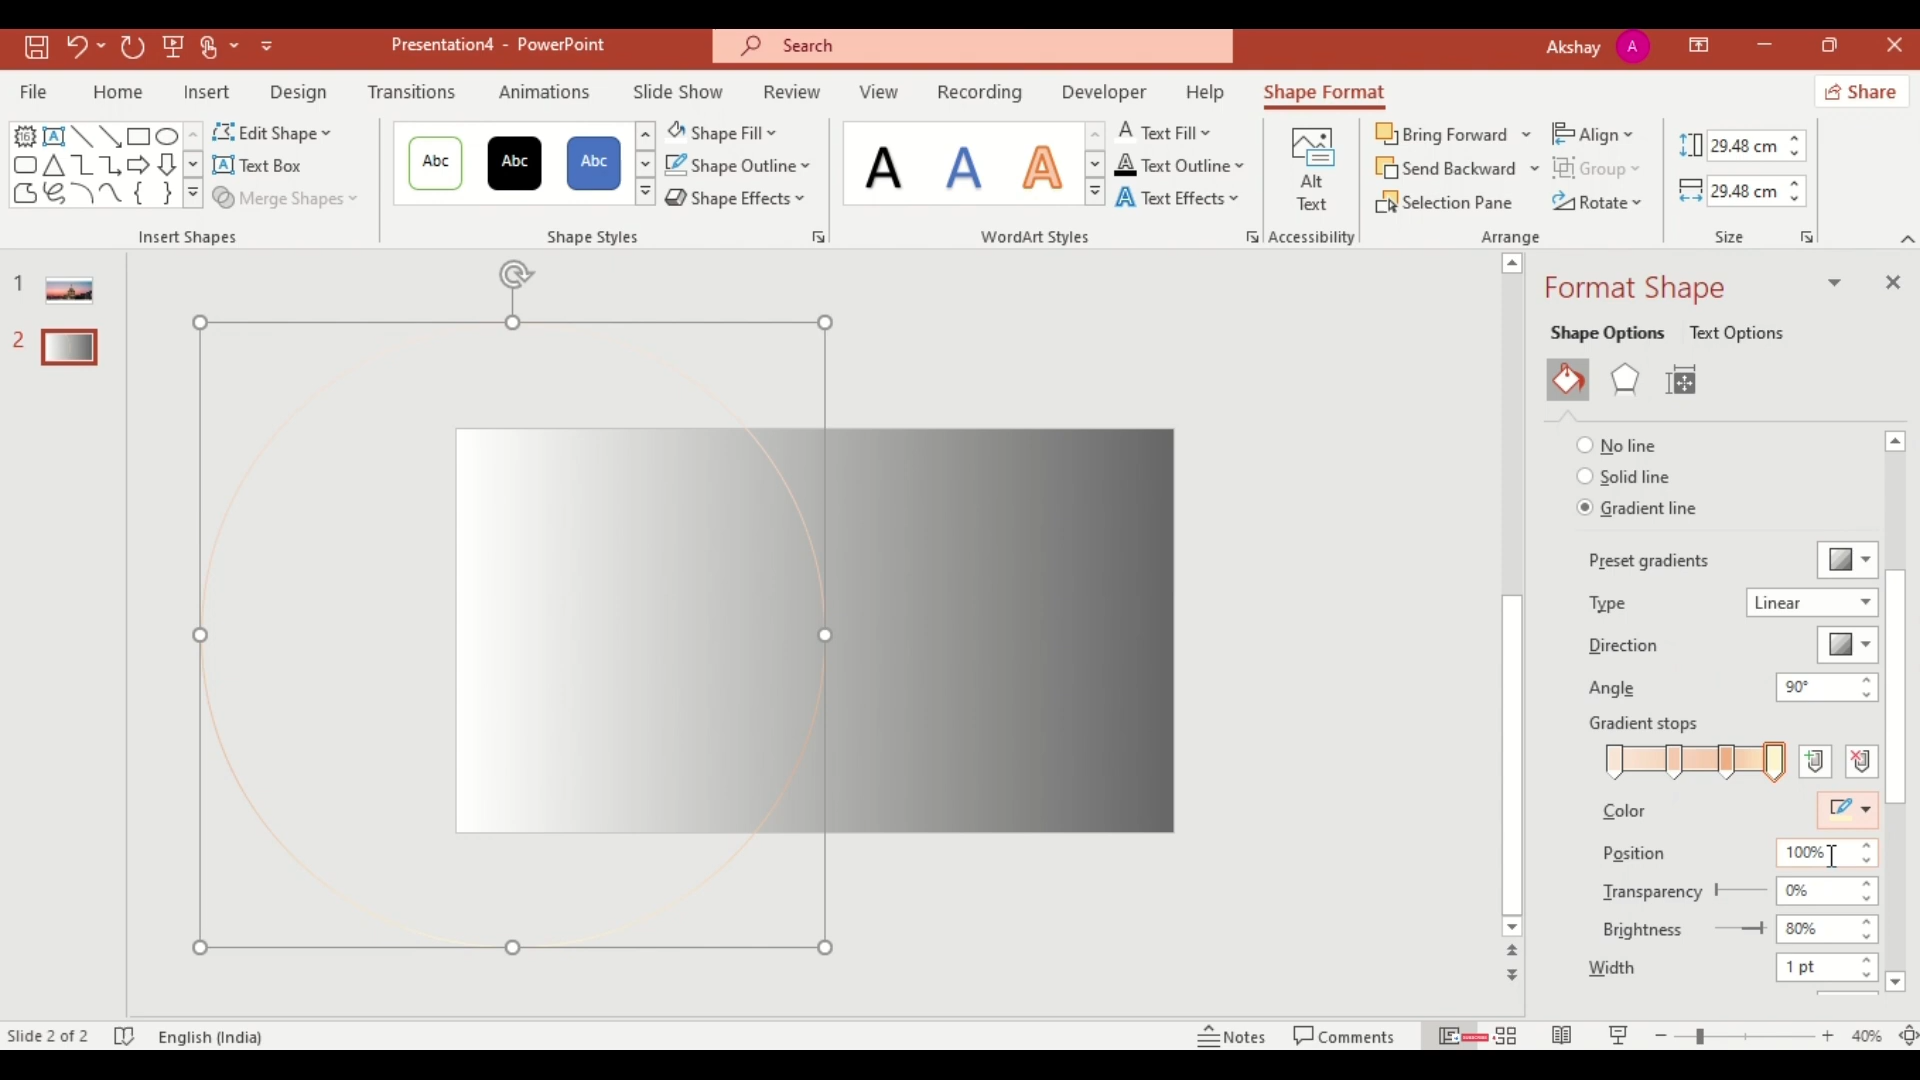 Presentation4 - PowerPoint
Search
Akshay
A
File Home Insert Design Transitions Animations Slide Show Review View Recording Developer Help Shape Format
Share
Edit Shape
Text Box
Merge Shapes
Insert Shapes
Abc Abc Abc
Shape Fill
Shape Outline
Shape Effects
Shape Styles
A A A
Text Fill
Text Outline
Text Effects
WordArt Styles
Alt
Text
Accessibility
Bring Forward
Send Backward
Selection Pane
Align
Group
Rotate
Arrange
29.48 cm
29.48 cm
Size
1
2
Format Shape
Shape Options Text Options
No line
Solid line
Gradient line
Preset gradients
Type Linear
Direction
Angle 90°
Gradient stops
Color
Position 100%
Transparency 0%
Brightness 80%
Width 1 pt
Slide 2 of 2 English (India) Notes Comments 40%